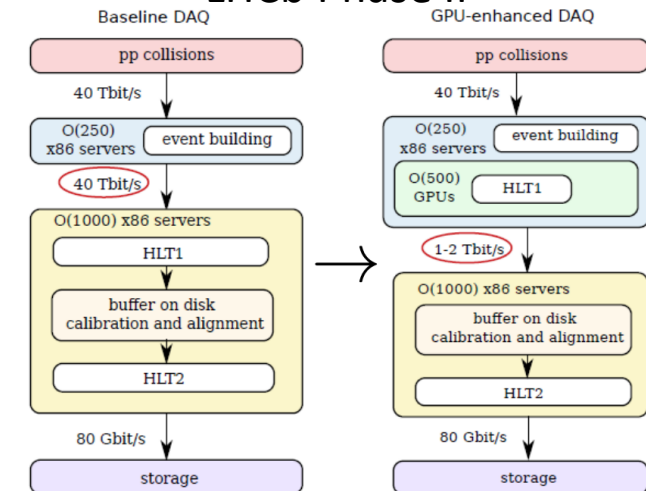 Baseline DAQ
pp collisions
40 Tbit/s
O(250)
x86 servers
event building
40 Tbit/s
O(1000) x86 servers
HLT1
buffer on disk
calibration and alignment
HLT2
80 Gbit/s
storage
GPU-enhanced DAQ
pp collisions
40 Tbit/s
O(250)
x86 servers
event building
O(500)
GPUs
HLT1
1-2 Tbit/s
O(1000) x86 servers
buffer on disk
calibration and alignment
HLT2
80 Gbit/s
storage